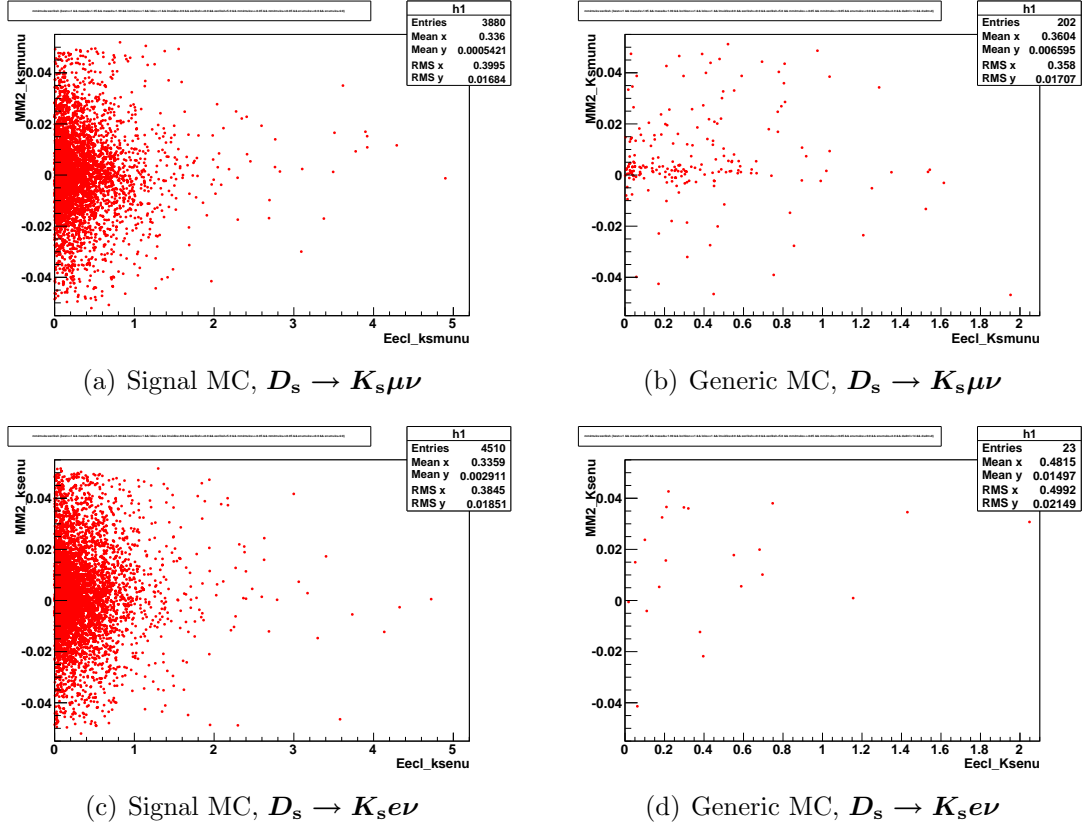 h1
Entries 3880
Mean x 0.336
Mean y 0.0005421
RMS x 0.3995
RMS y 0.01684
MM2_ksmunu
0.04
0.02
0
-0.02
-0.04
0 1 2 3 4 5
Eecl_ksmunu
(a) Signal MC, Ds → Ksμν
h1
Entries 202
Mean x 0.3604
Mean y 0.006595
RMS x 0.358
RMS y 0.01707
MM2_Ksmunu
0.04
0.02
0
-0.02
-0.04
0 0.2 0.4 0.6 0.8 1 1.2 1.4 1.6 1.8 2
Eecl_Ksmunu
(b) Generic MC, Ds → Ksμν
h1
Entries 4510
Mean x 0.3359
Mean y 0.002911
RMS x 0.3845
RMS y 0.01851
MM2_ksenu
0.04
0.02
0
-0.02
-0.04
0 1 2 3 4 5
Eecl_ksenu
(c) Signal MC, Ds → Kseν
h1
Entries 23
Mean x 0.4815
Mean y 0.01497
RMS x 0.4992
RMS y 0.02149
MM2_Ksenu
0.04
0.02
0
-0.02
-0.04
0 0.2 0.4 0.6 0.8 1 1.2 1.4 1.6 1.8 2
Eecl_Ksenu
(d) Generic MC, Ds → Kseν